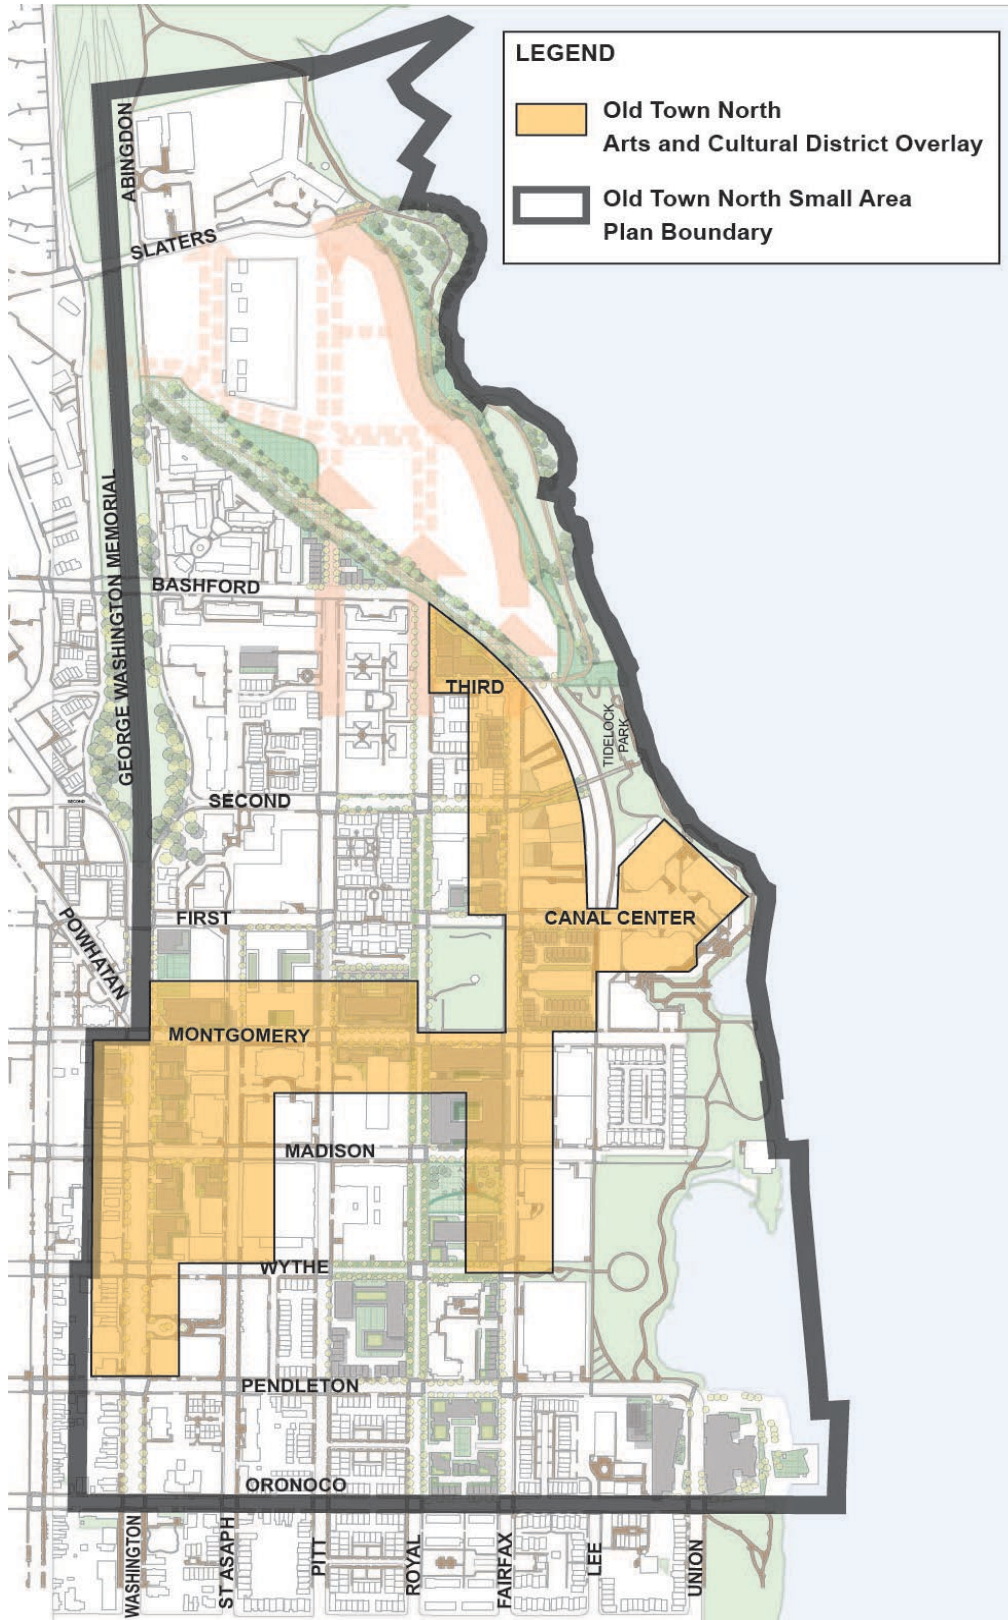 LEGEND
Old Town North
Arts and Cultural District Overlay
Old Town North Small Area
Plan Boundary
ABINGDON
SLATERS
GEORGE WASHINGTON MEMORIAL
BASHFORD
THIRD
TIDELOCK
PARK
SECOND
SECOND
POWHATAN
FIRST
CANAL CENTER
MONTGOMERY
MADISON
WYTHE
PENDLETON
ORONOCO
WASHINGTON
ST ASAPH
PITT
ROYAL
FAIRFAX
LEE
UNION